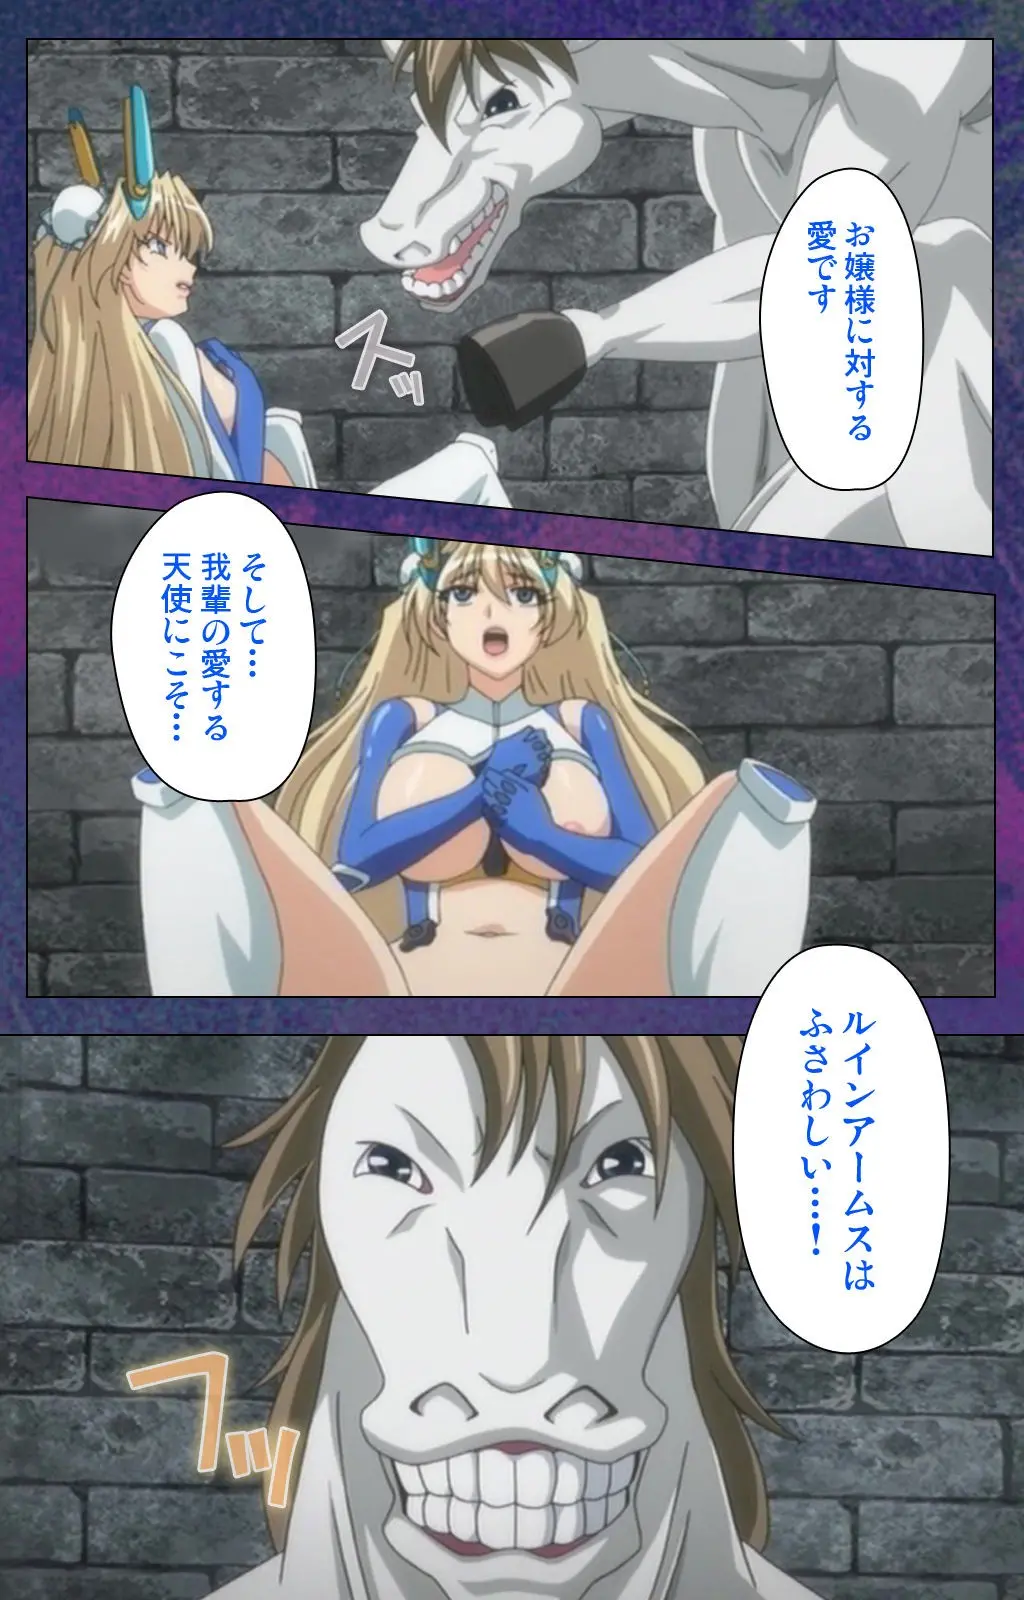 お嬢様に対する
愛です
スッ
そして…
我輩の愛する
天使にこそ…
ルインアームスは
ふさわしい…!
フッ